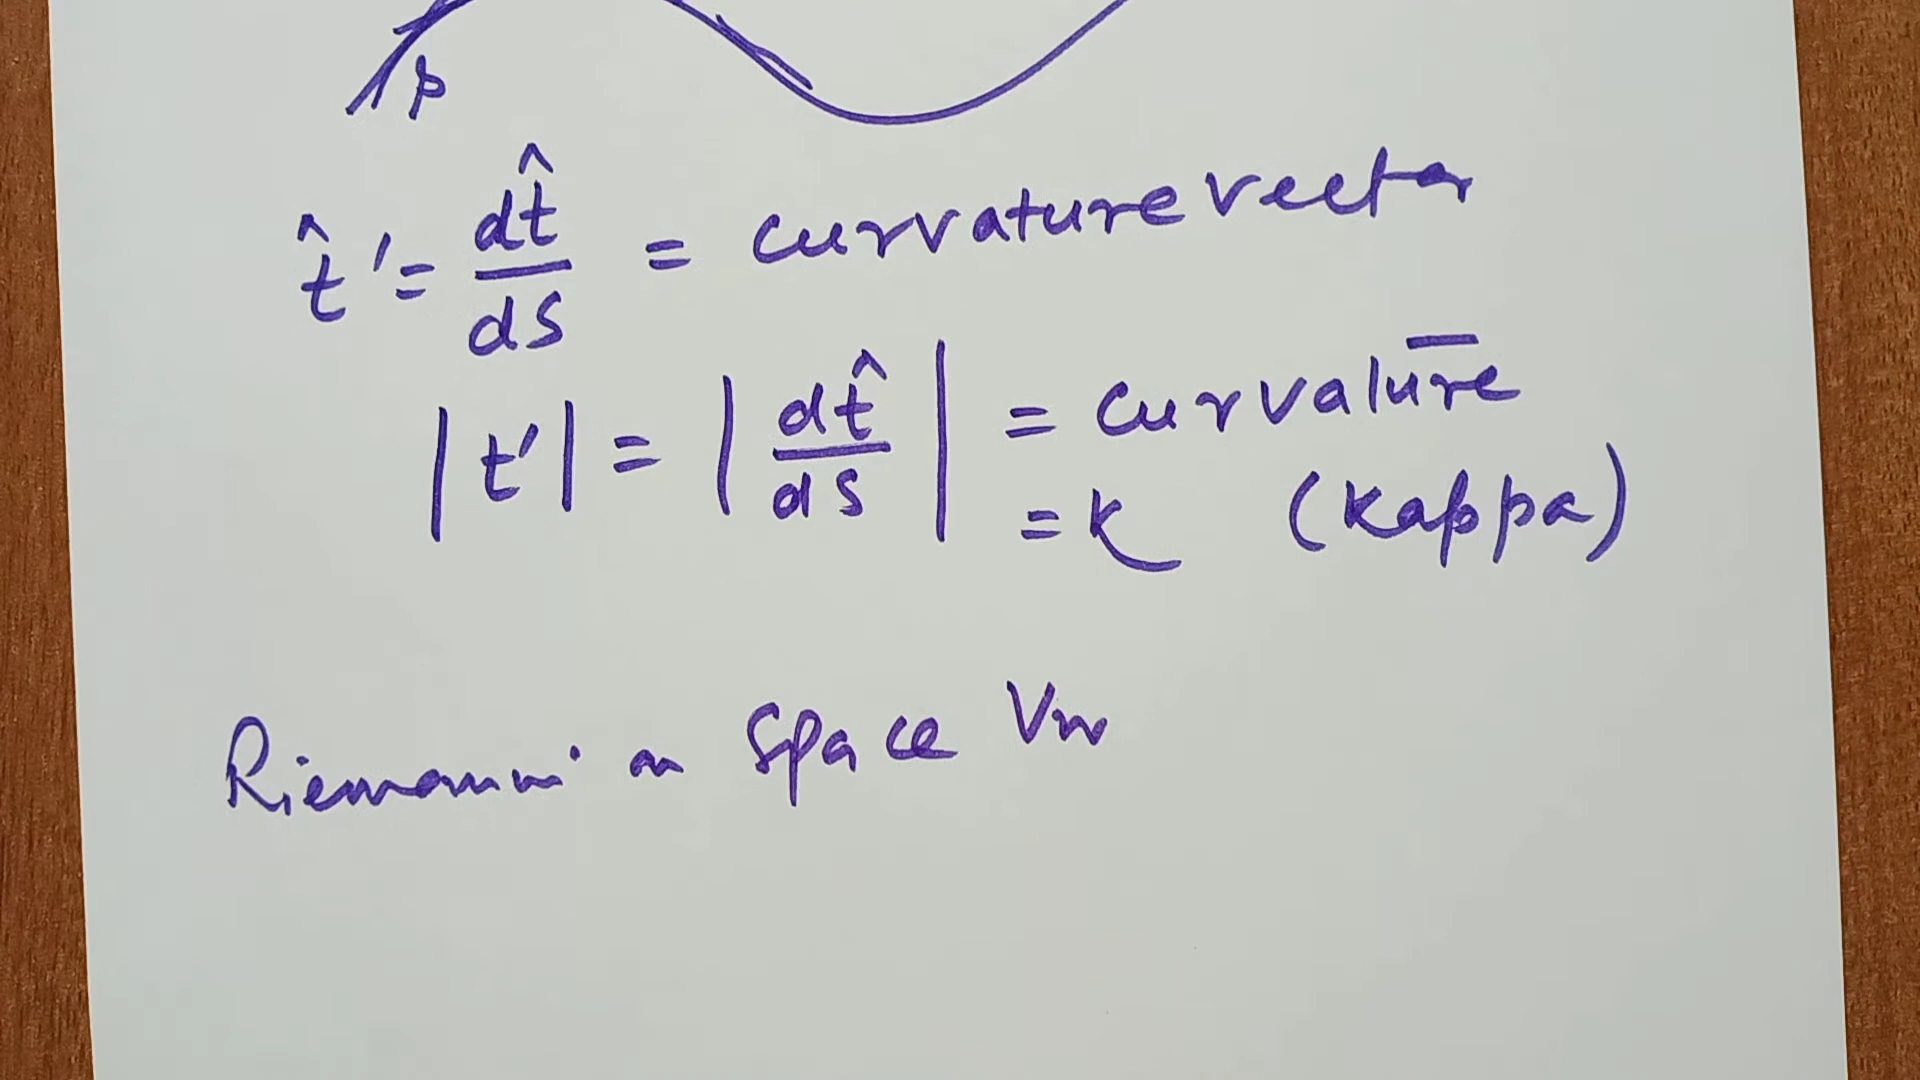 p
t̂' = dt̂/ds = curvature vector
|t'| = |dt̂/ds| = curvature
= K (kappa)
Riemannian Space Vn